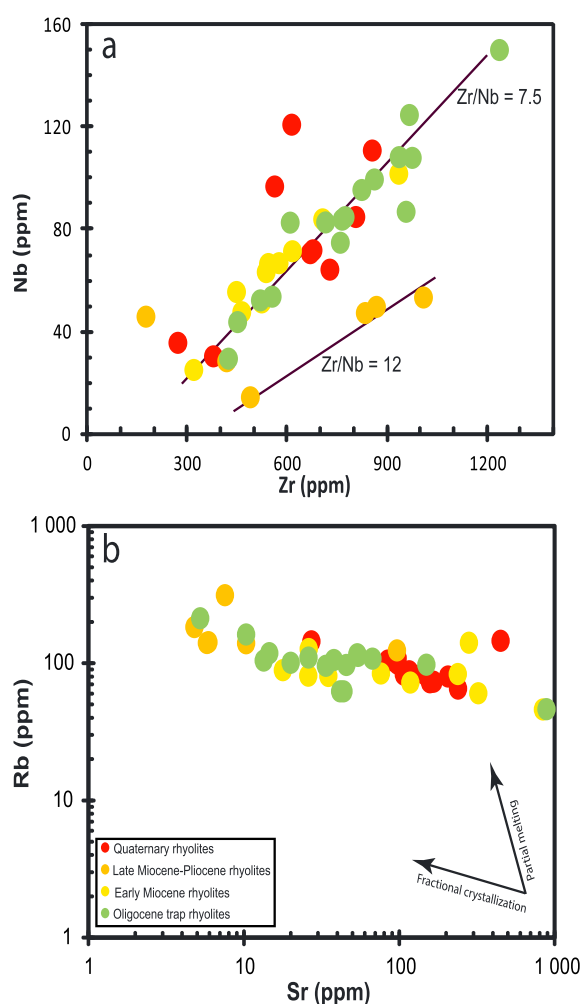 a
160
120
80
40
0
Nb (ppm)
Zr/Nb = 7.5
Zr/Nb = 12
0 300 600 900 1200
Zr (ppm)
b
1 000
100
10
1
Rb (ppm)
Partial melting
Fractional crystallization
Quaternary rhyolites
Late Miocene-Pliocene rhyolites
Early Miocene rhyolites
Oligocene trap rhyolites
1 10 100 1 000
Sr (ppm)